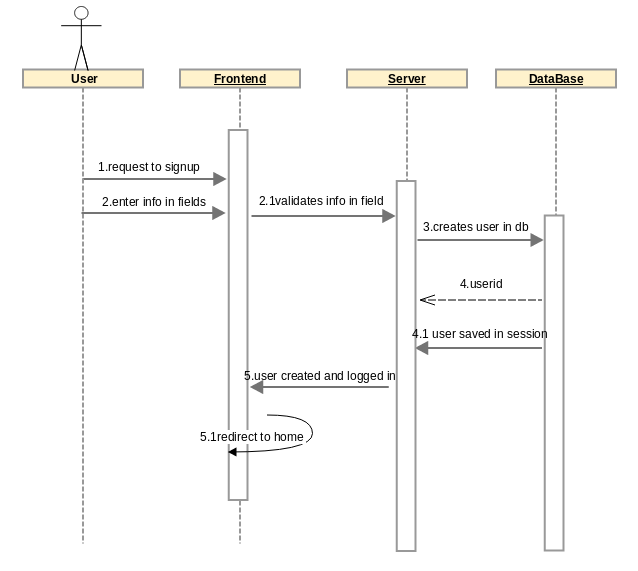 User
Frontend
Server
DataBase
1.request to signup
2.enter info in fields
2.1validates info in field
3.creates user in db
4.userid
4.1 user saved in session
5.user created and logged in
5.1redirect to home